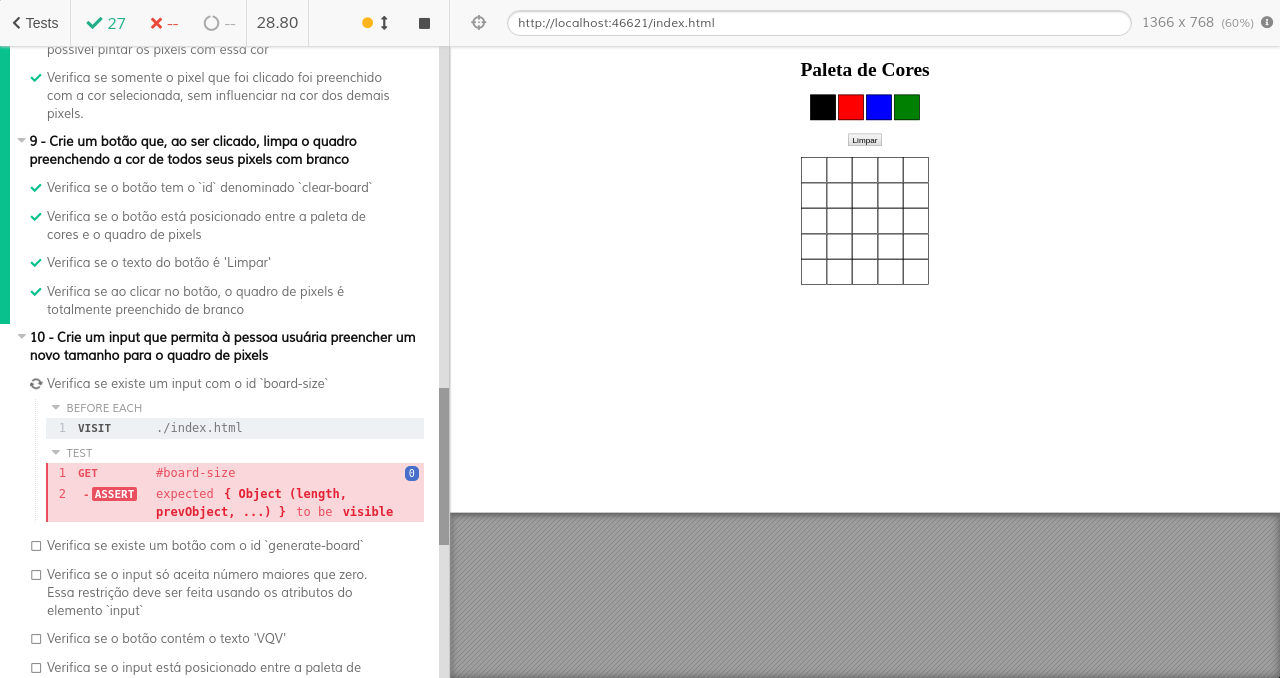 Tests
27
--
--
28.80
http://localhost:46621/index.html
1366 x 768 (60%)
possível pintar os pixels com essa cor
Verifica se somente o pixel que foi clicado foi preenchido
com a cor selecionada, sem influenciar na cor dos demais
pixels.
9 - Crie um botão que, ao ser clicado, limpa o quadro
preenchendo a cor de todos seus pixels com branco
Verifica se o botão tem o `id` denominado `clear-board`
Verifica se o botão está posicionado entre a paleta de
cores e o quadro de pixels
Verifica se o texto do botão é 'Limpar'
Verifica se ao clicar no botão, o quadro de pixels é
totalmente preenchido de branco
10 - Crie um input que permita à pessoa usuária preencher um
novo tamanho para o quadro de pixels
Verifica se existe um input com o id `board-size`
BEFORE EACH
1 VISIT ./index.html
TEST
1 GET #board-size 0
2 -ASSERT expected { Object (length,
prevObject, ...) } to be visible
Verifica se existe um botão com o id `generate-board`
Verifica se o input só aceita número maiores que zero.
Essa restrição deve ser feita usando os atributos do
elemento `input`
Verifica se o botão contém o texto 'VQV'
Verifica se o input está posicionado entre a paleta de
Paleta de Cores
Limpar